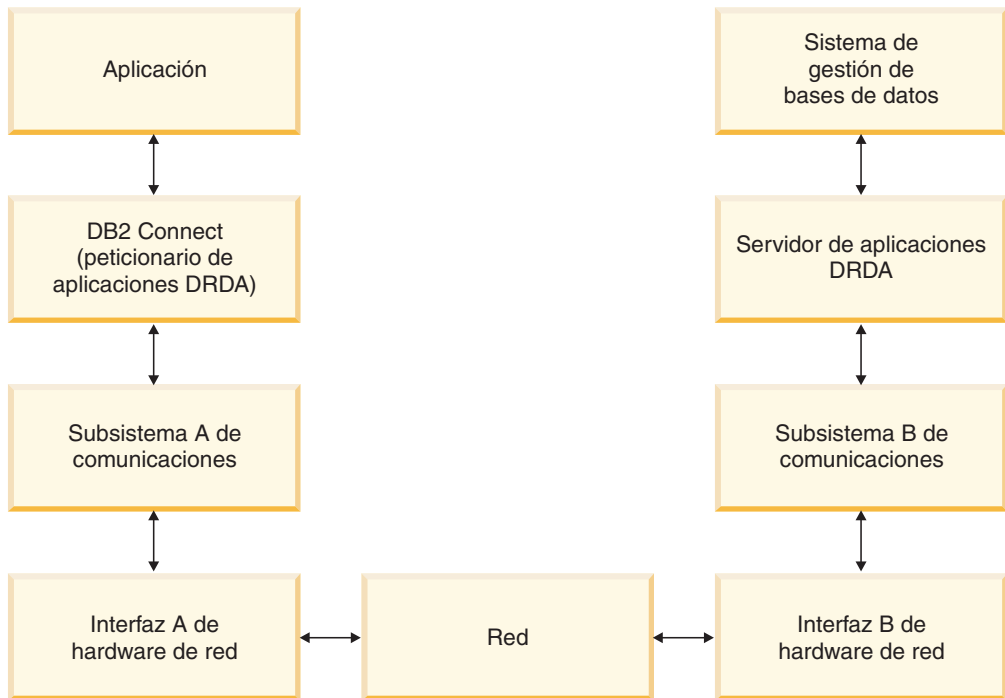 Aplicación
Sistema de
gestión de
bases de datos
DB2 Connect
(peticionario de
aplicaciones DRDA)
Servidor de aplicaciones
DRDA
Subsistema A de
comunicaciones
Subsistema B de
comunicaciones
Interfaz A de
hardware de red
Red
Interfaz B de
hardware de red